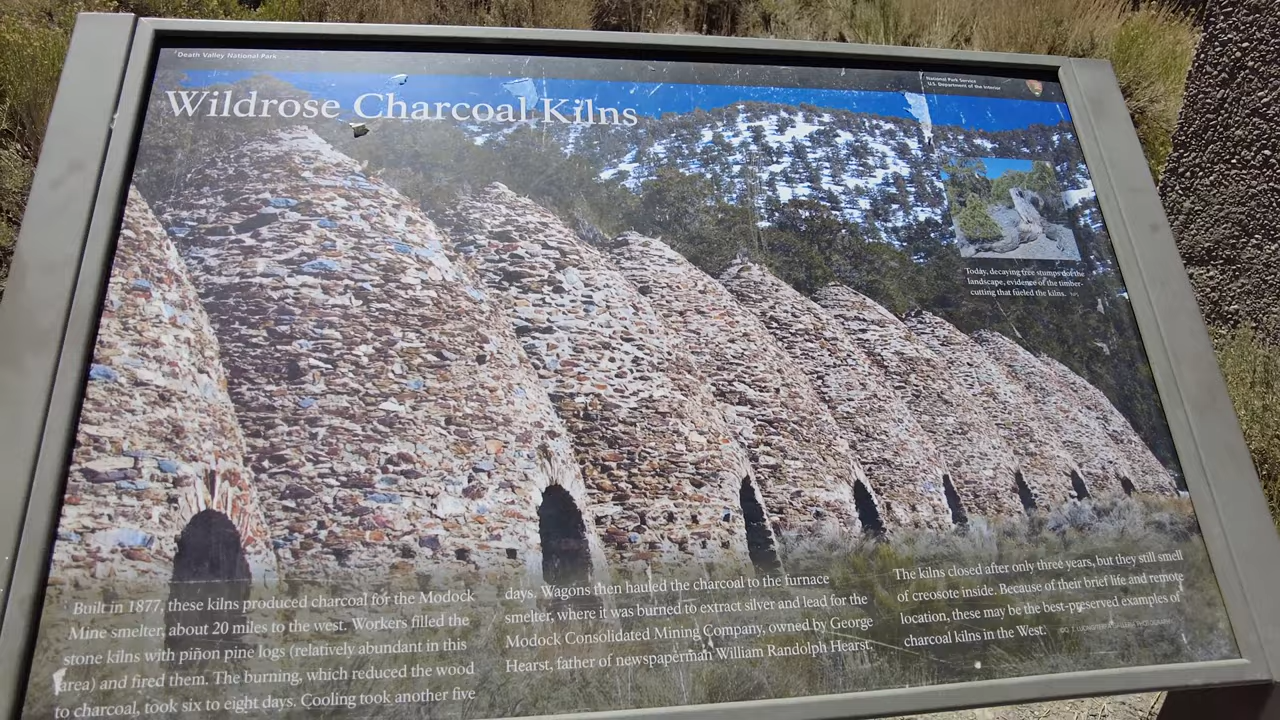 Death Valley National Park
National Park Service
U.S. Department of the Interior
Wildrose Charcoal Kilns
Today, decaying tree stumps dot the
landscape, evidence of the timber-
cutting that fueled the kilns.
Built in 1877, these kilns produced charcoal for the Modock
Mine smelter, about 20 miles to the west. Workers filled the
stone kilns with piñon pine logs (relatively abundant in this
area) and fired them. The burning, which reduced the wood
to charcoal, took six to eight days. Cooling took another five
days. Wagons then hauled the charcoal to the furnace
smelter, where it was burned to extract silver and lead for the
Modock Consolidated Mining Company, owned by George
Hearst, father of newspaperman William Randolph Hearst.
The kilns closed after only three years, but they still smell
of creosote inside. Because of their brief life and remote
location, these may be the best-preserved examples of
charcoal kilns in the West.